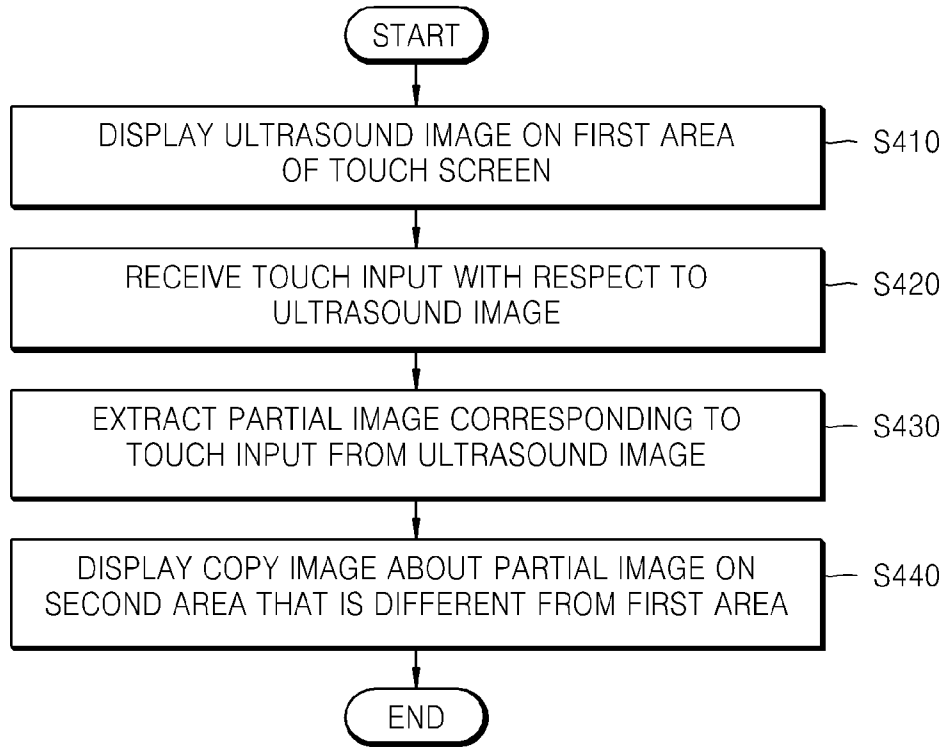 START
DISPLAY ULTRASOUND IMAGE ON FIRST AREA
OF TOUCH SCREEN
S410
RECEIVE TOUCH INPUT WITH RESPECT TO
ULTRASOUND IMAGE
S420
EXTRACT PARTIAL IMAGE CORRESPONDING TO
TOUCH INPUT FROM ULTRASOUND IMAGE
S430
DISPLAY COPY IMAGE ABOUT PARTIAL IMAGE ON
SECOND AREA THAT IS DIFFERENT FROM FIRST AREA
S440
END